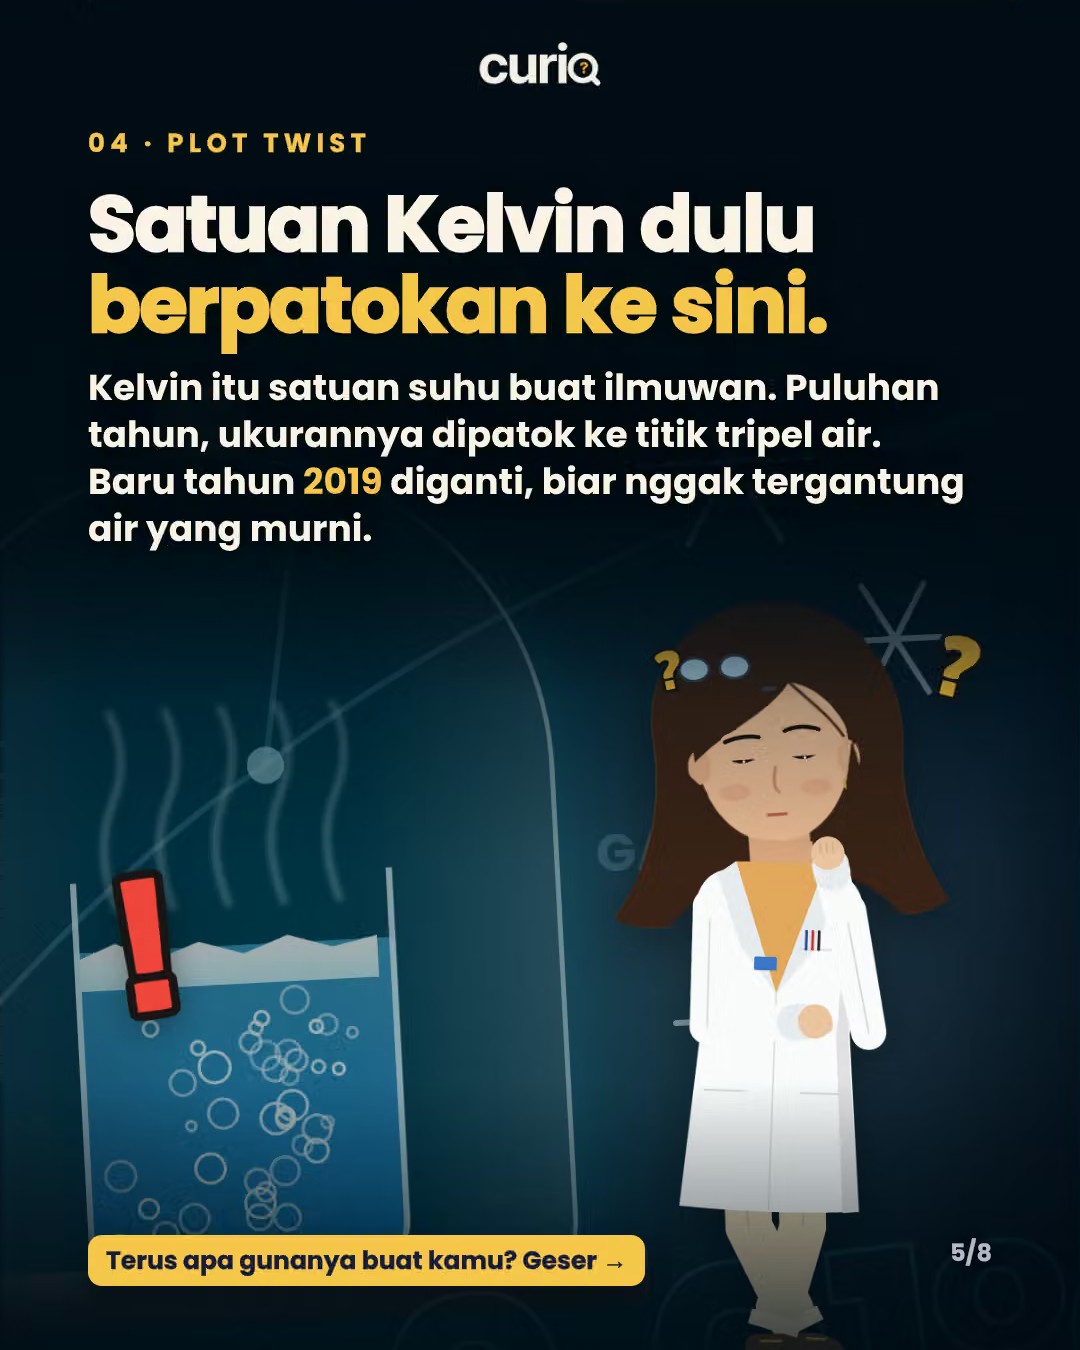 curiQ
04 · PLOT TWIST
Satuan Kelvin dulu
berpatokan ke sini.
Kelvin itu satuan suhu buat ilmuwan. Puluhan
tahun, ukurannya dipatok ke titik tripel air.
Baru tahun 2019 diganti, biar nggak tergantung
air yang murni.
?
?
G
!
Terus apa gunanya buat kamu? Geser →
5/8